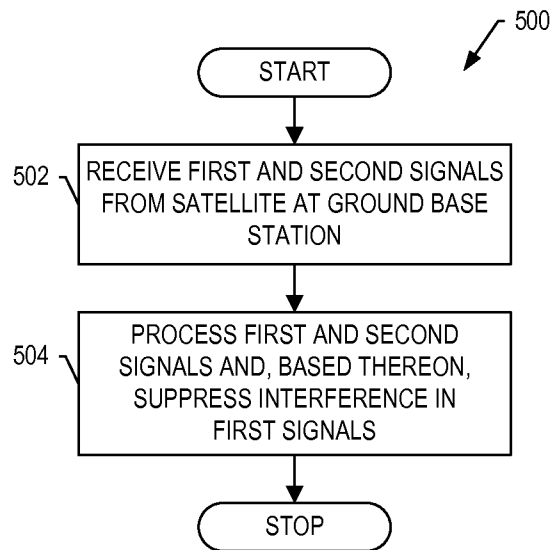 500
START
502
RECEIVE FIRST AND SECOND SIGNALS
FROM SATELLITE AT GROUND BASE
STATION
504
PROCESS FIRST AND SECOND
SIGNALS AND, BASED THEREON,
SUPPRESS INTERFERENCE IN
FIRST SIGNALS
STOP